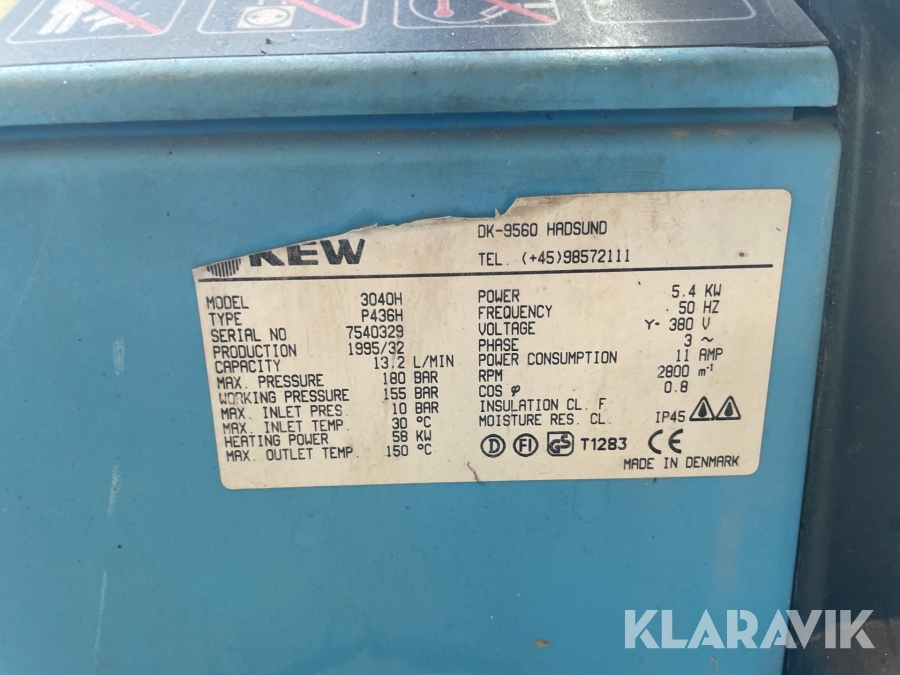 KEW
DK-9560 HADSUND
TEL. (+45)98572111
MODEL 3040H
TYPE P436H
SERIAL NO 7540329
PRODUCTION 1995/32
CAPACITY 13.2 L/MIN
MAX. PRESSURE 180 BAR
WORKING PRESSURE 155 BAR
MAX. INLET PRES. 10 BAR
MAX. INLET TEMP. 30 °C
HEATING POWER 58 KW
MAX. OUTLET TEMP. 150 °C
POWER 5.4 KW
FREQUENCY 50 HZ
VOLTAGE Y- 380 V
PHASE 3 ~
POWER CONSUMPTION 11 AMP
RPM 2800 m⁻¹
COS φ 0.8
INSULATION CL. F
MOISTURE RES. CL. IP45
D FI GS T1283 CE
MADE IN DENMARK
KLARAVIK